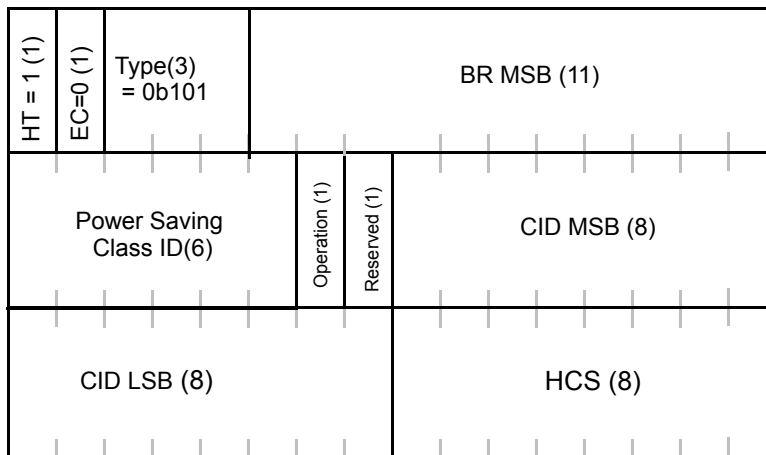 HT = 1 (1)
EC=0 (1)
Type(3)
= 0b101
BR MSB (11)
Power Saving
Class ID(6)
Operation (1)
Reserved (1)
CID MSB (8)
CID LSB (8)
HCS (8)